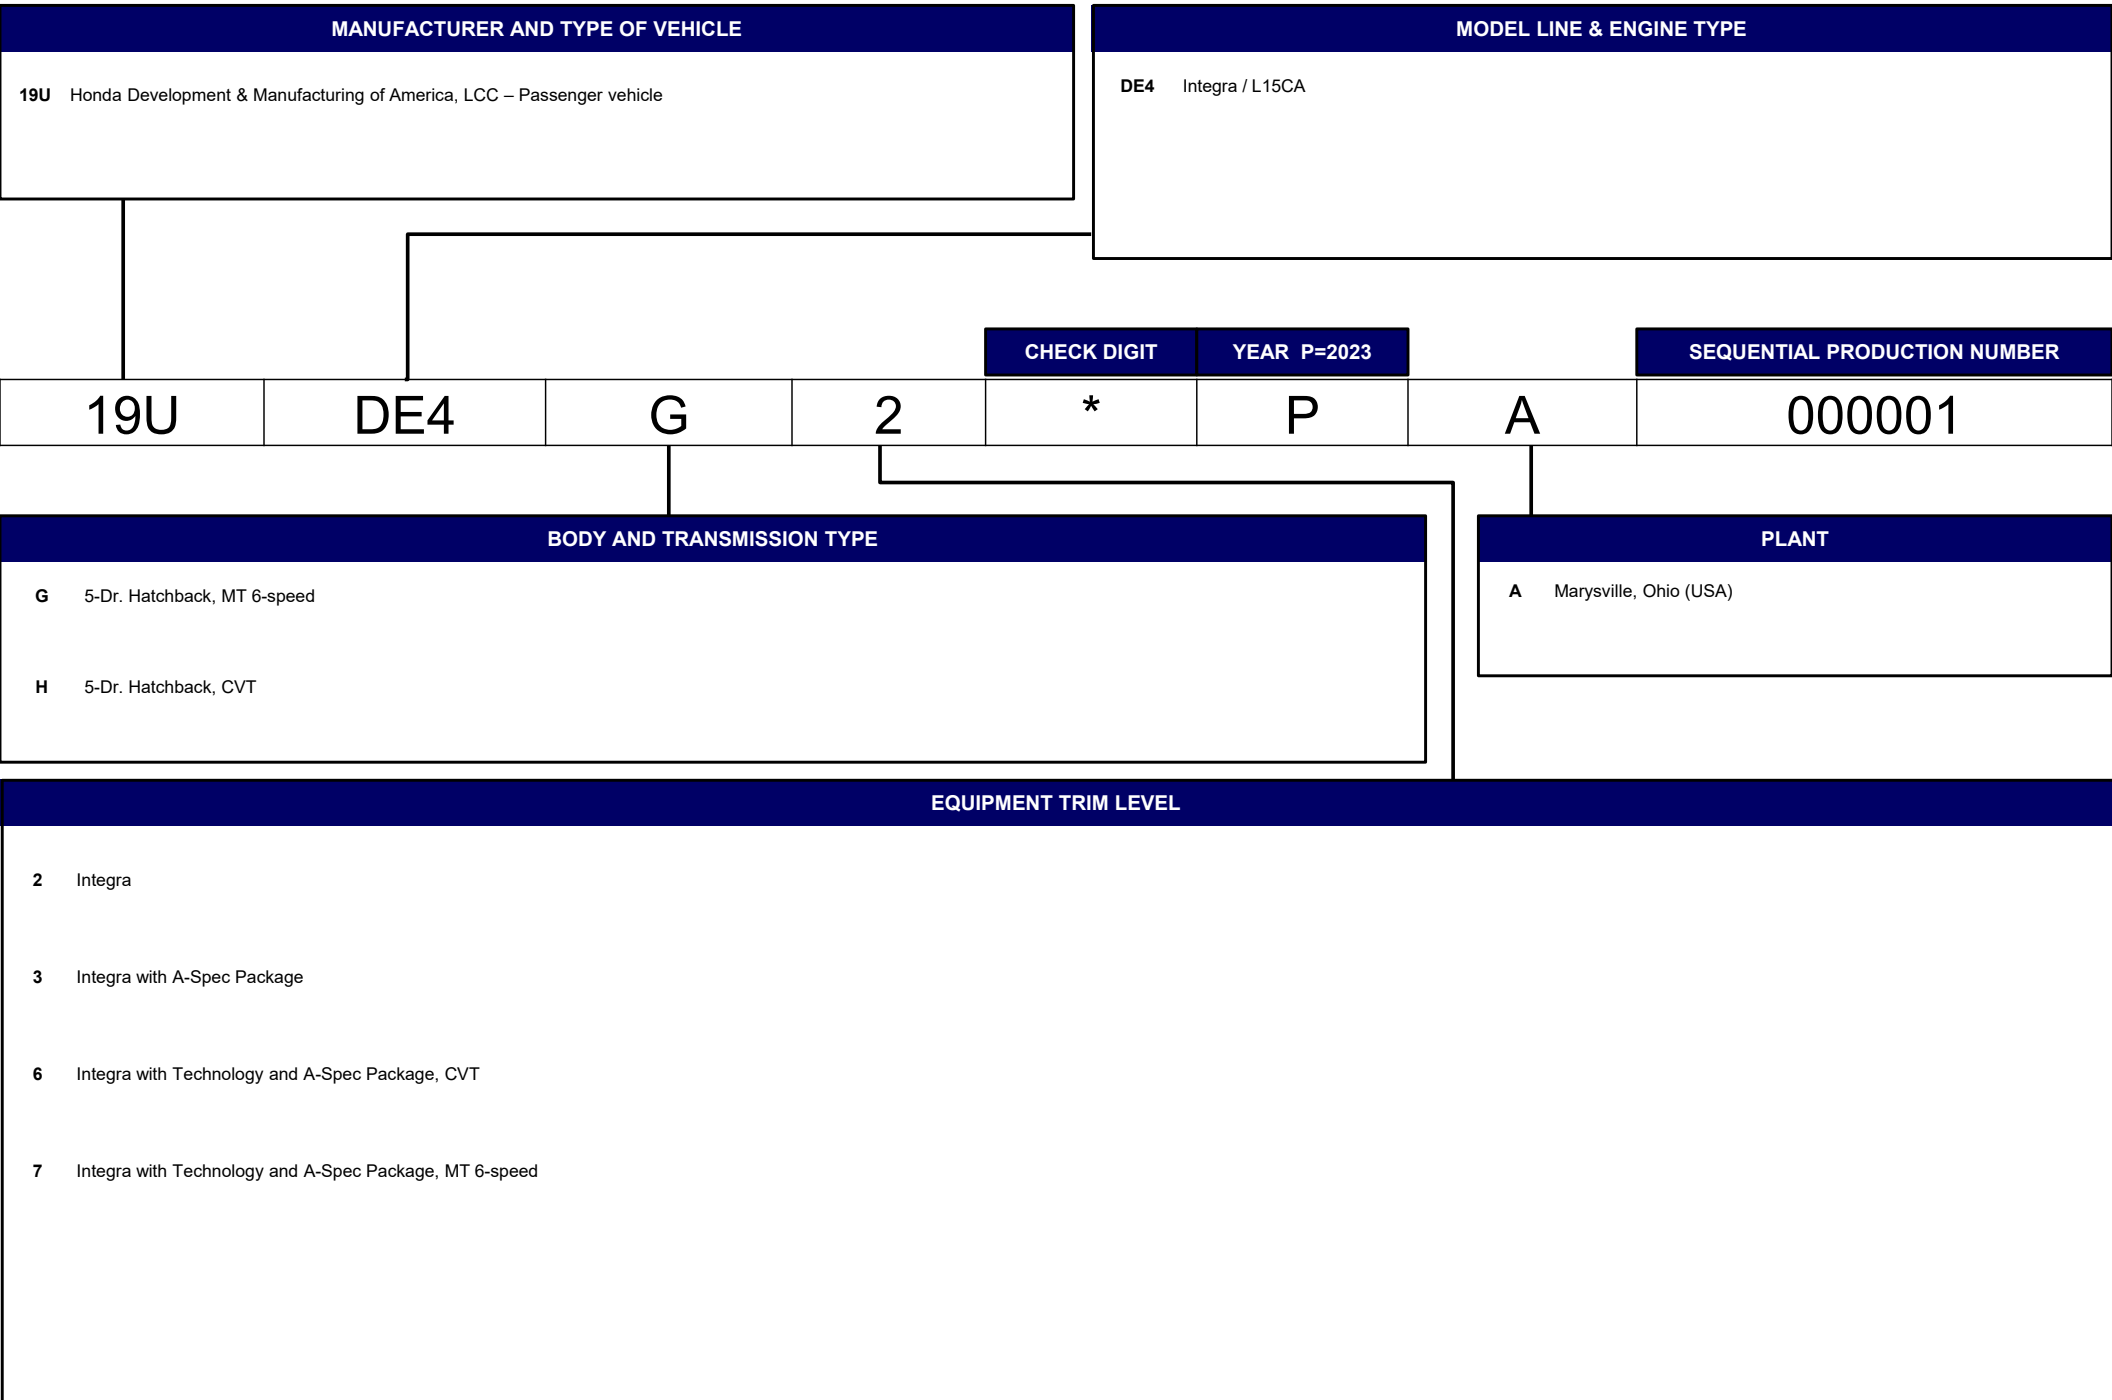 MANUFACTURER AND TYPE OF VEHICLE
19U Honda Development & Manufacturing of America, LCC – Passenger vehicle
MODEL LINE & ENGINE TYPE
DE4 Integra / L15CA
CHECK DIGIT
YEAR P=2023
SEQUENTIAL PRODUCTION NUMBER
19U DE4 G 2 * P A 000001
BODY AND TRANSMISSION TYPE
G 5-Dr. Hatchback, MT 6-speed
H 5-Dr. Hatchback, CVT
PLANT
A Marysville, Ohio (USA)
EQUIPMENT TRIM LEVEL
2 Integra
3 Integra with A-Spec Package
6 Integra with Technology and A-Spec Package, CVT
7 Integra with Technology and A-Spec Package, MT 6-speed